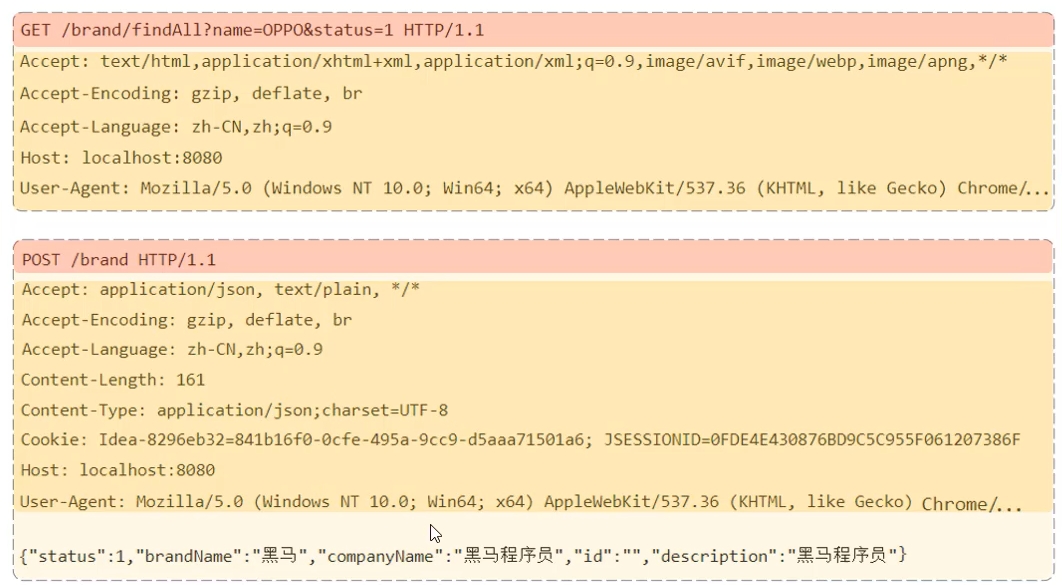 GET /brand/findAll?name=OPPO&status=1 HTTP/1.1
Accept: text/html,application/xhtml+xml,application/xml;q=0.9,image/avif,image/webp,image/apng,*/*
Accept-Encoding: gzip, deflate, br
Accept-Language: zh-CN,zh;q=0.9
Host: localhost:8080
User-Agent: Mozilla/5.0 (Windows NT 10.0; Win64; x64) AppleWebKit/537.36 (KHTML, like Gecko) Chrome/...
POST /brand HTTP/1.1
Accept: application/json, text/plain, */*
Accept-Encoding: gzip, deflate, br
Accept-Language: zh-CN,zh;q=0.9
Content-Length: 161
Content-Type: application/json;charset=UTF-8
Cookie: Idea-8296eb32=841b16f0-0cfe-495a-9cc9-d5aaa71501a6; JSESSIONID=0FDE4E430876BD9C5C955F061207386F
Host: localhost:8080
User-Agent: Mozilla/5.0 (Windows NT 10.0; Win64; x64) AppleWebKit/537.36 (KHTML, like Gecko) Chrome/...
{"status":1,"brandName":"黑马","companyName":"黑马程序员","id":"","description":"黑马程序员"}